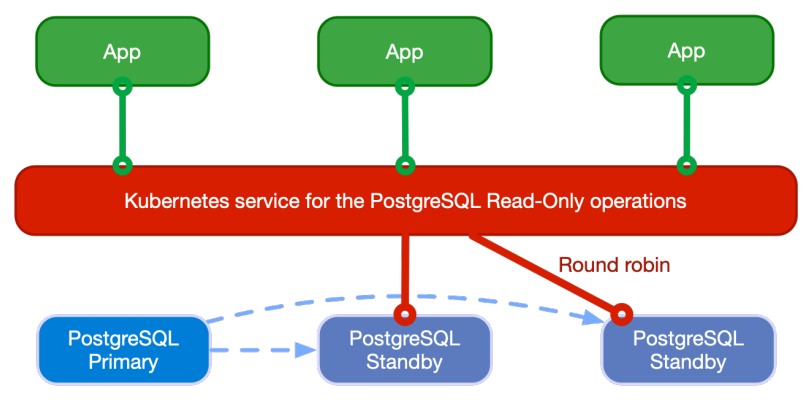 App
App
App
Kubernetes service for the PostgreSQL Read-Only operations
Round robin
PostgreSQL
Primary
PostgreSQL
Standby
PostgreSQL
Standby